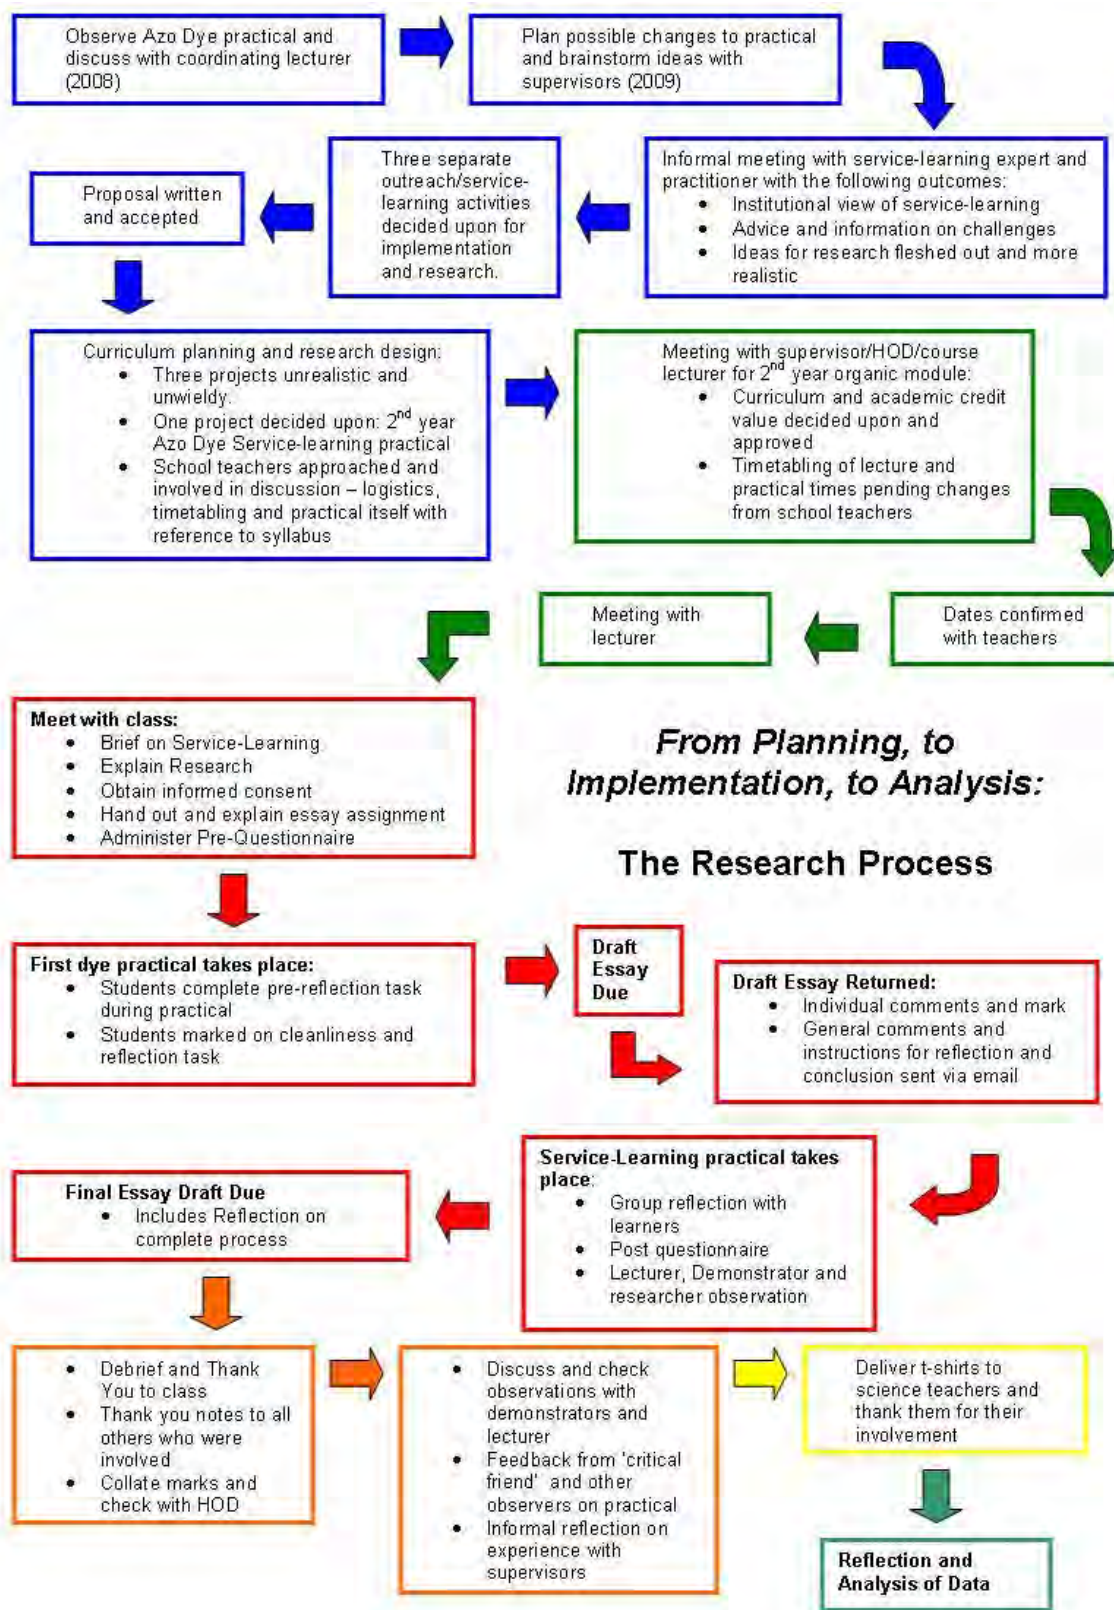 Observe Azo Dye practical and
discuss with coordinating lecturer
(2008)
Plan possible changes to practical
and brainstorm ideas with
supervisors (2009)
Informal meeting with service-learning expert and
practitioner with the following outcomes:
• Institutional view of service-learning
• Advice and information on challenges
• Ideas for research fleshed out and more
realistic
Three separate
outreach/service-
learning activities
decided upon for
implementation
and research.
Proposal written
and accepted
Curriculum planning and research design:
• Three projects unrealistic and
unwieldy.
• One project decided upon: 2nd year
Azo Dye Service-learning practical
• School teachers approached and
involved in discussion – logistics,
timetabling and practical itself with
reference to syllabus
Meeting with supervisor/HOD/course
lecturer for 2nd year organic module:
• Curriculum and academic credit
value decided upon and
approved
• Timetabling of lecture and
practical times pending changes
from school teachers
Dates confirmed
with teachers
Meeting with
lecturer
Meet with class:
• Brief on Service-Learning
• Explain Research
• Obtain informed consent
• Hand out and explain essay assignment
• Administer Pre-Questionnaire
From Planning, to
Implementation, to Analysis:
The Research Process
First dye practical takes place:
• Students complete pre-reflection task
during practical
• Students marked on cleanliness and
reflection task
Draft
Essay
Due
Draft Essay Returned:
• Individual comments and mark
• General comments and
instructions for reflection and
conclusion sent via email
Service-Learning practical takes
place:
• Group reflection with
learners
• Post questionnaire
• Lecturer, Demonstrator and
researcher observation
Final Essay Draft Due
• Includes Reflection on
complete process
• Debrief and Thank
You to class
• Thank you notes to all
others who were
involved
• Collate marks and
check with HOD
• Discuss and check
observations with
demonstrators and
lecturer
• Feedback from 'critical
friend' and other
observers on practical
• Informal reflection on
experience with
supervisors
Deliver t-shirts to
science teachers and
thank them for their
involvement
Reflection and
Analysis of Data